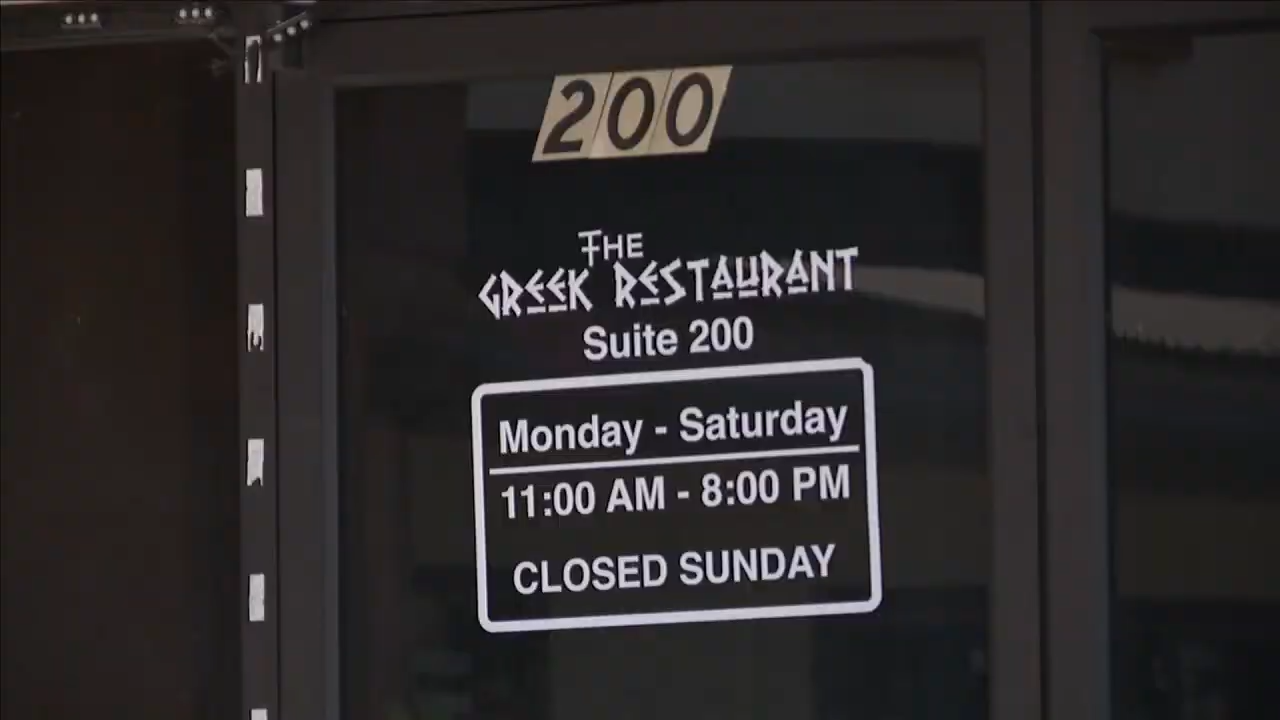 200
THE
GREEK RESTAURANT
Suite 200
Monday - Saturday
11:00 AM - 8:00 PM
CLOSED SUNDAY